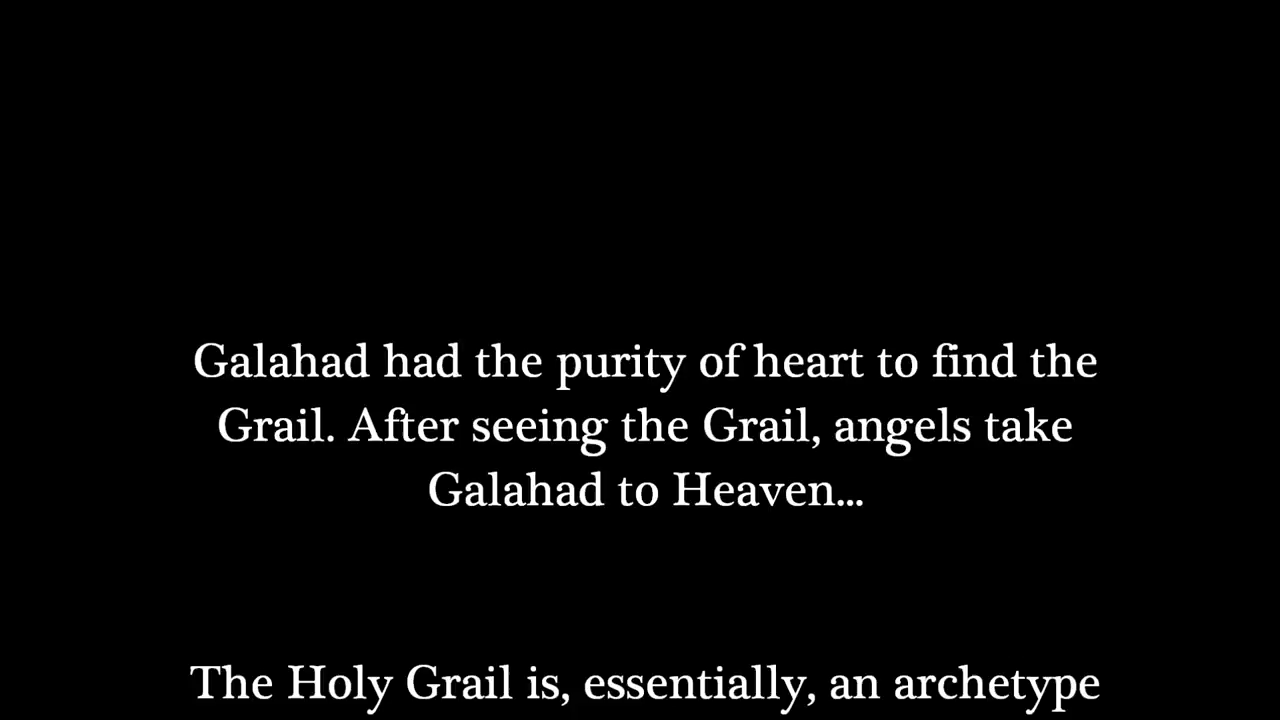 Galahad had the purity of heart to find the
Grail. After seeing the Grail, angels take
Galahad to Heaven...
The Holy Grail is, essentially, an archetype